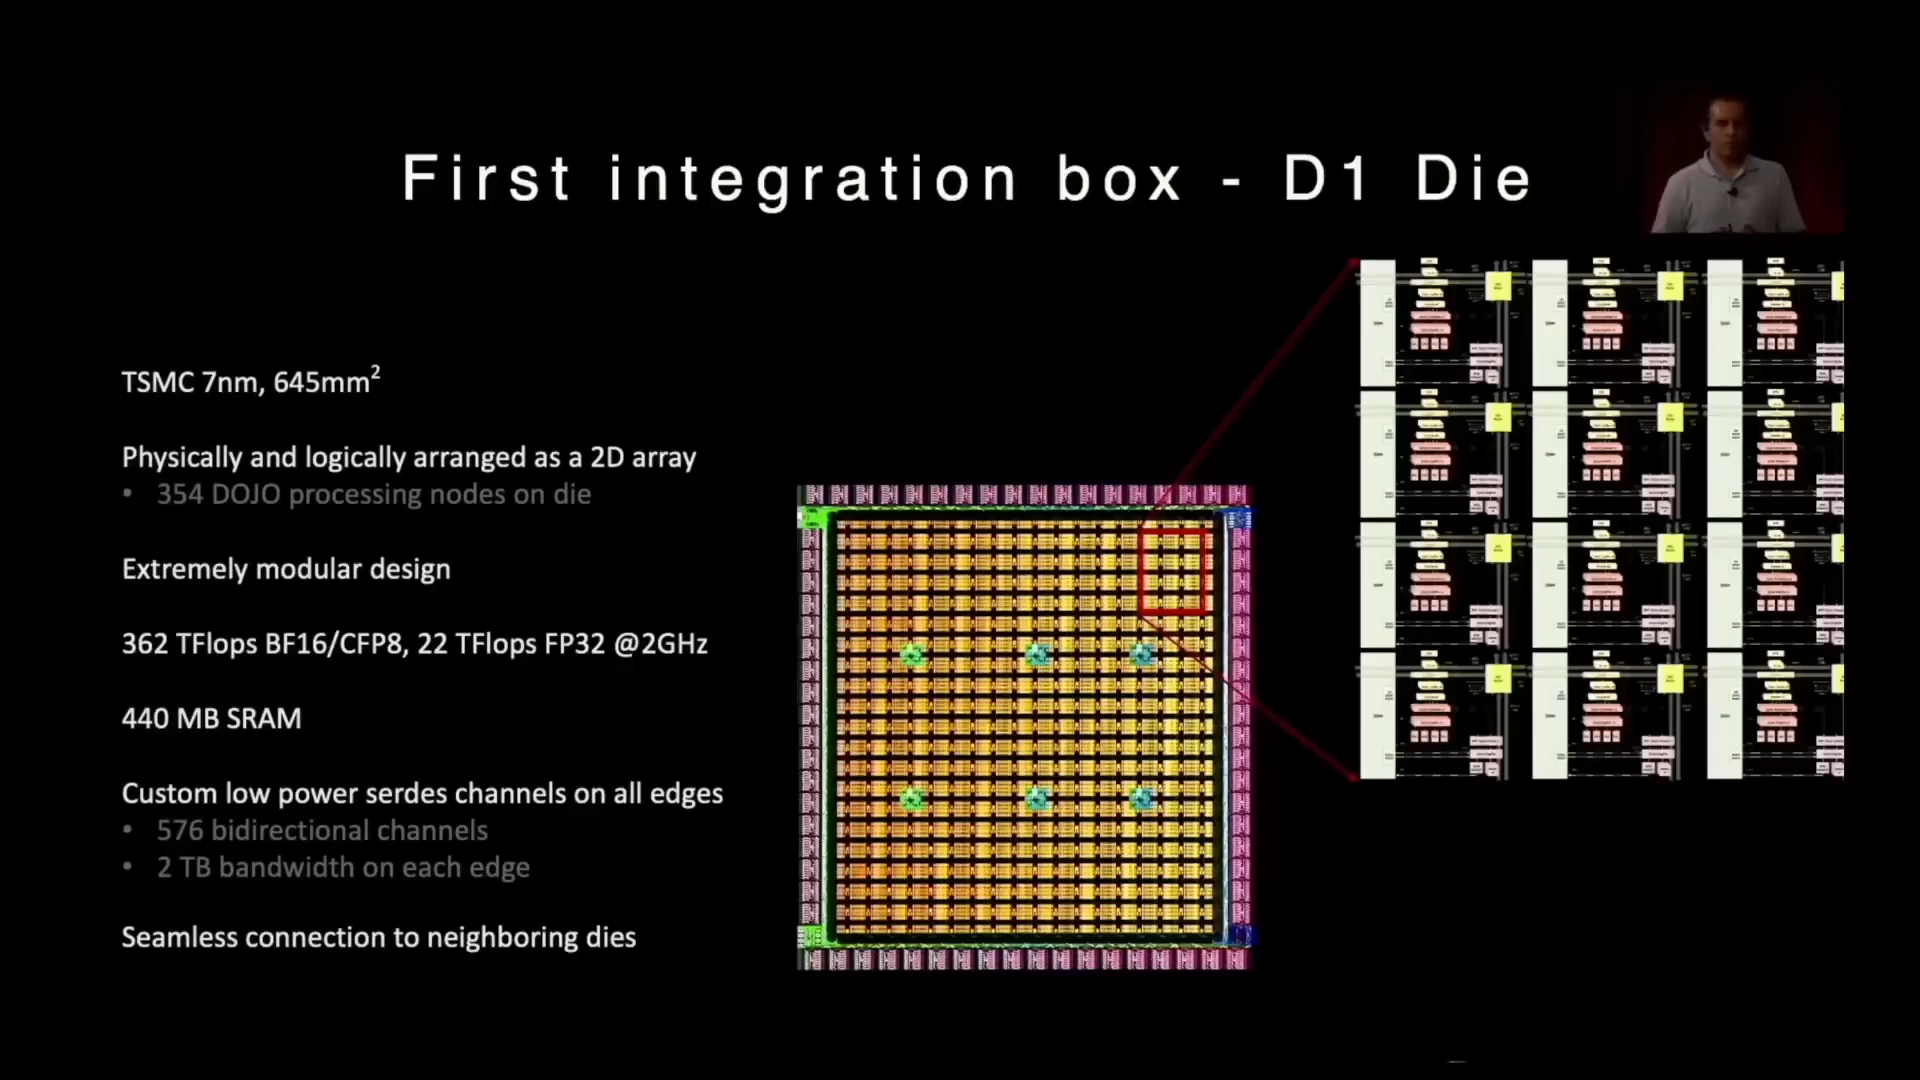 First integration box - D1 Die
TSMC 7nm, 645mm²
Physically and logically arranged as a 2D array
• 354 DOJO processing nodes on die
Extremely modular design
362 TFlops BF16/CFP8, 22 TFlops FP32 @2GHz
440 MB SRAM
Custom low power serdes channels on all edges
• 576 bidirectional channels
• 2 TB bandwidth on each edge
Seamless connection to neighboring dies